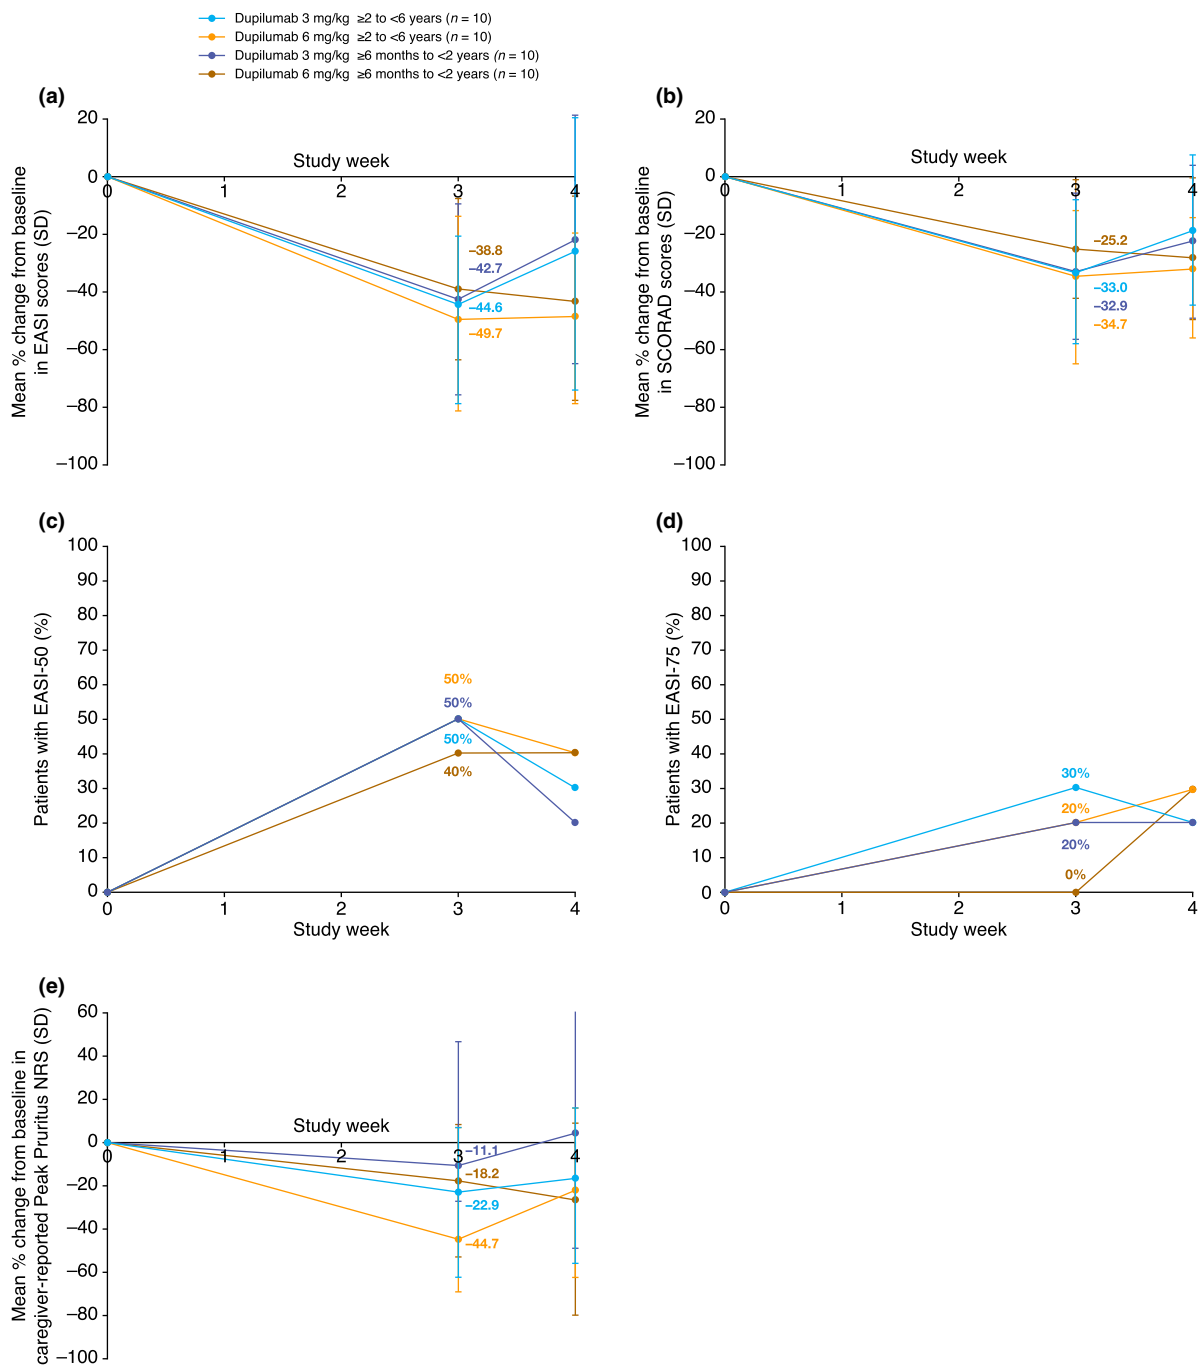 Dupilumab 3 mg/kg ≥2 to <6 years (n = 10)
Dupilumab 6 mg/kg ≥2 to <6 years (n = 10)
Dupilumab 3 mg/kg ≥6 months to <2 years (n = 10)
Dupilumab 6 mg/kg ≥6 months to <2 years (n = 10)
(a)
Mean % change from baseline
in EASI scores (SD)
20
0
−20
−40
−60
−80
−100
Study week
0 1 2 3 4
−38.8
−42.7
−44.6
−49.7
(b)
Mean % change from baseline
in SCORAD scores (SD)
20
0
−20
−40
−60
−80
−100
Study week
0 1 2 3 4
−25.2
−33.0
−32.9
−34.7
(c)
Patients with EASI-50 (%)
100
90
80
70
60
50
40
30
20
10
0
50%
50%
50%
40%
0 1 2 3 4
Study week
(d)
Patients with EASI-75 (%)
100
90
80
70
60
50
40
30
20
10
0
30%
20%
20%
0%
0 1 2 3 4
Study week
(e)
Mean % change from baseline in
caregiver-reported Peak Pruritus NRS (SD)
60
40
20
0
−20
−40
−60
−80
−100
Study week
0 1 2 3 4
−11.1
−18.2
−22.9
−44.7